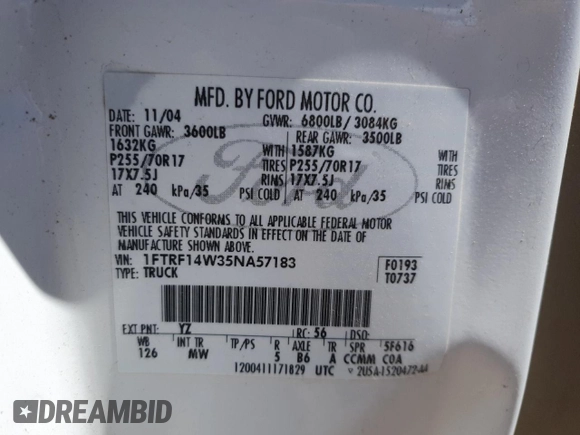 MFD. BY FORD MOTOR CO.
DATE: 11/04 GVWR: 6800LB/ 3084KG
FRONT GAWR: 3600LB REAR GAWR: 3500LB
1632KG WITH 1587KG WITH
P255/70R17 TIRES P255/70R17 TIRES
17X7.5J RIMS 17X7.5J RIMS
AT 240 kPa/35 PSI COLD AT 240 kPa/35 PSI COLD
Ford
THIS VEHICLE CONFORMS TO ALL APPLICABLE FEDERAL MOTOR
VEHICLE SAFETY STANDARDS IN EFFECT ON THE DATE OF
MANUFACTURE SHOWN ABOVE.
VIN: 1FTRF14W35NA57183 F0193
TYPE: TRUCK T0737
EXT PNT: YZ RC: 56 DSO:
WB INT TR TP/PS R AXLE TR SPR 5F616
126 MW 5 B6 A CCMM COA
1200411171829 UTC
DREAMBID